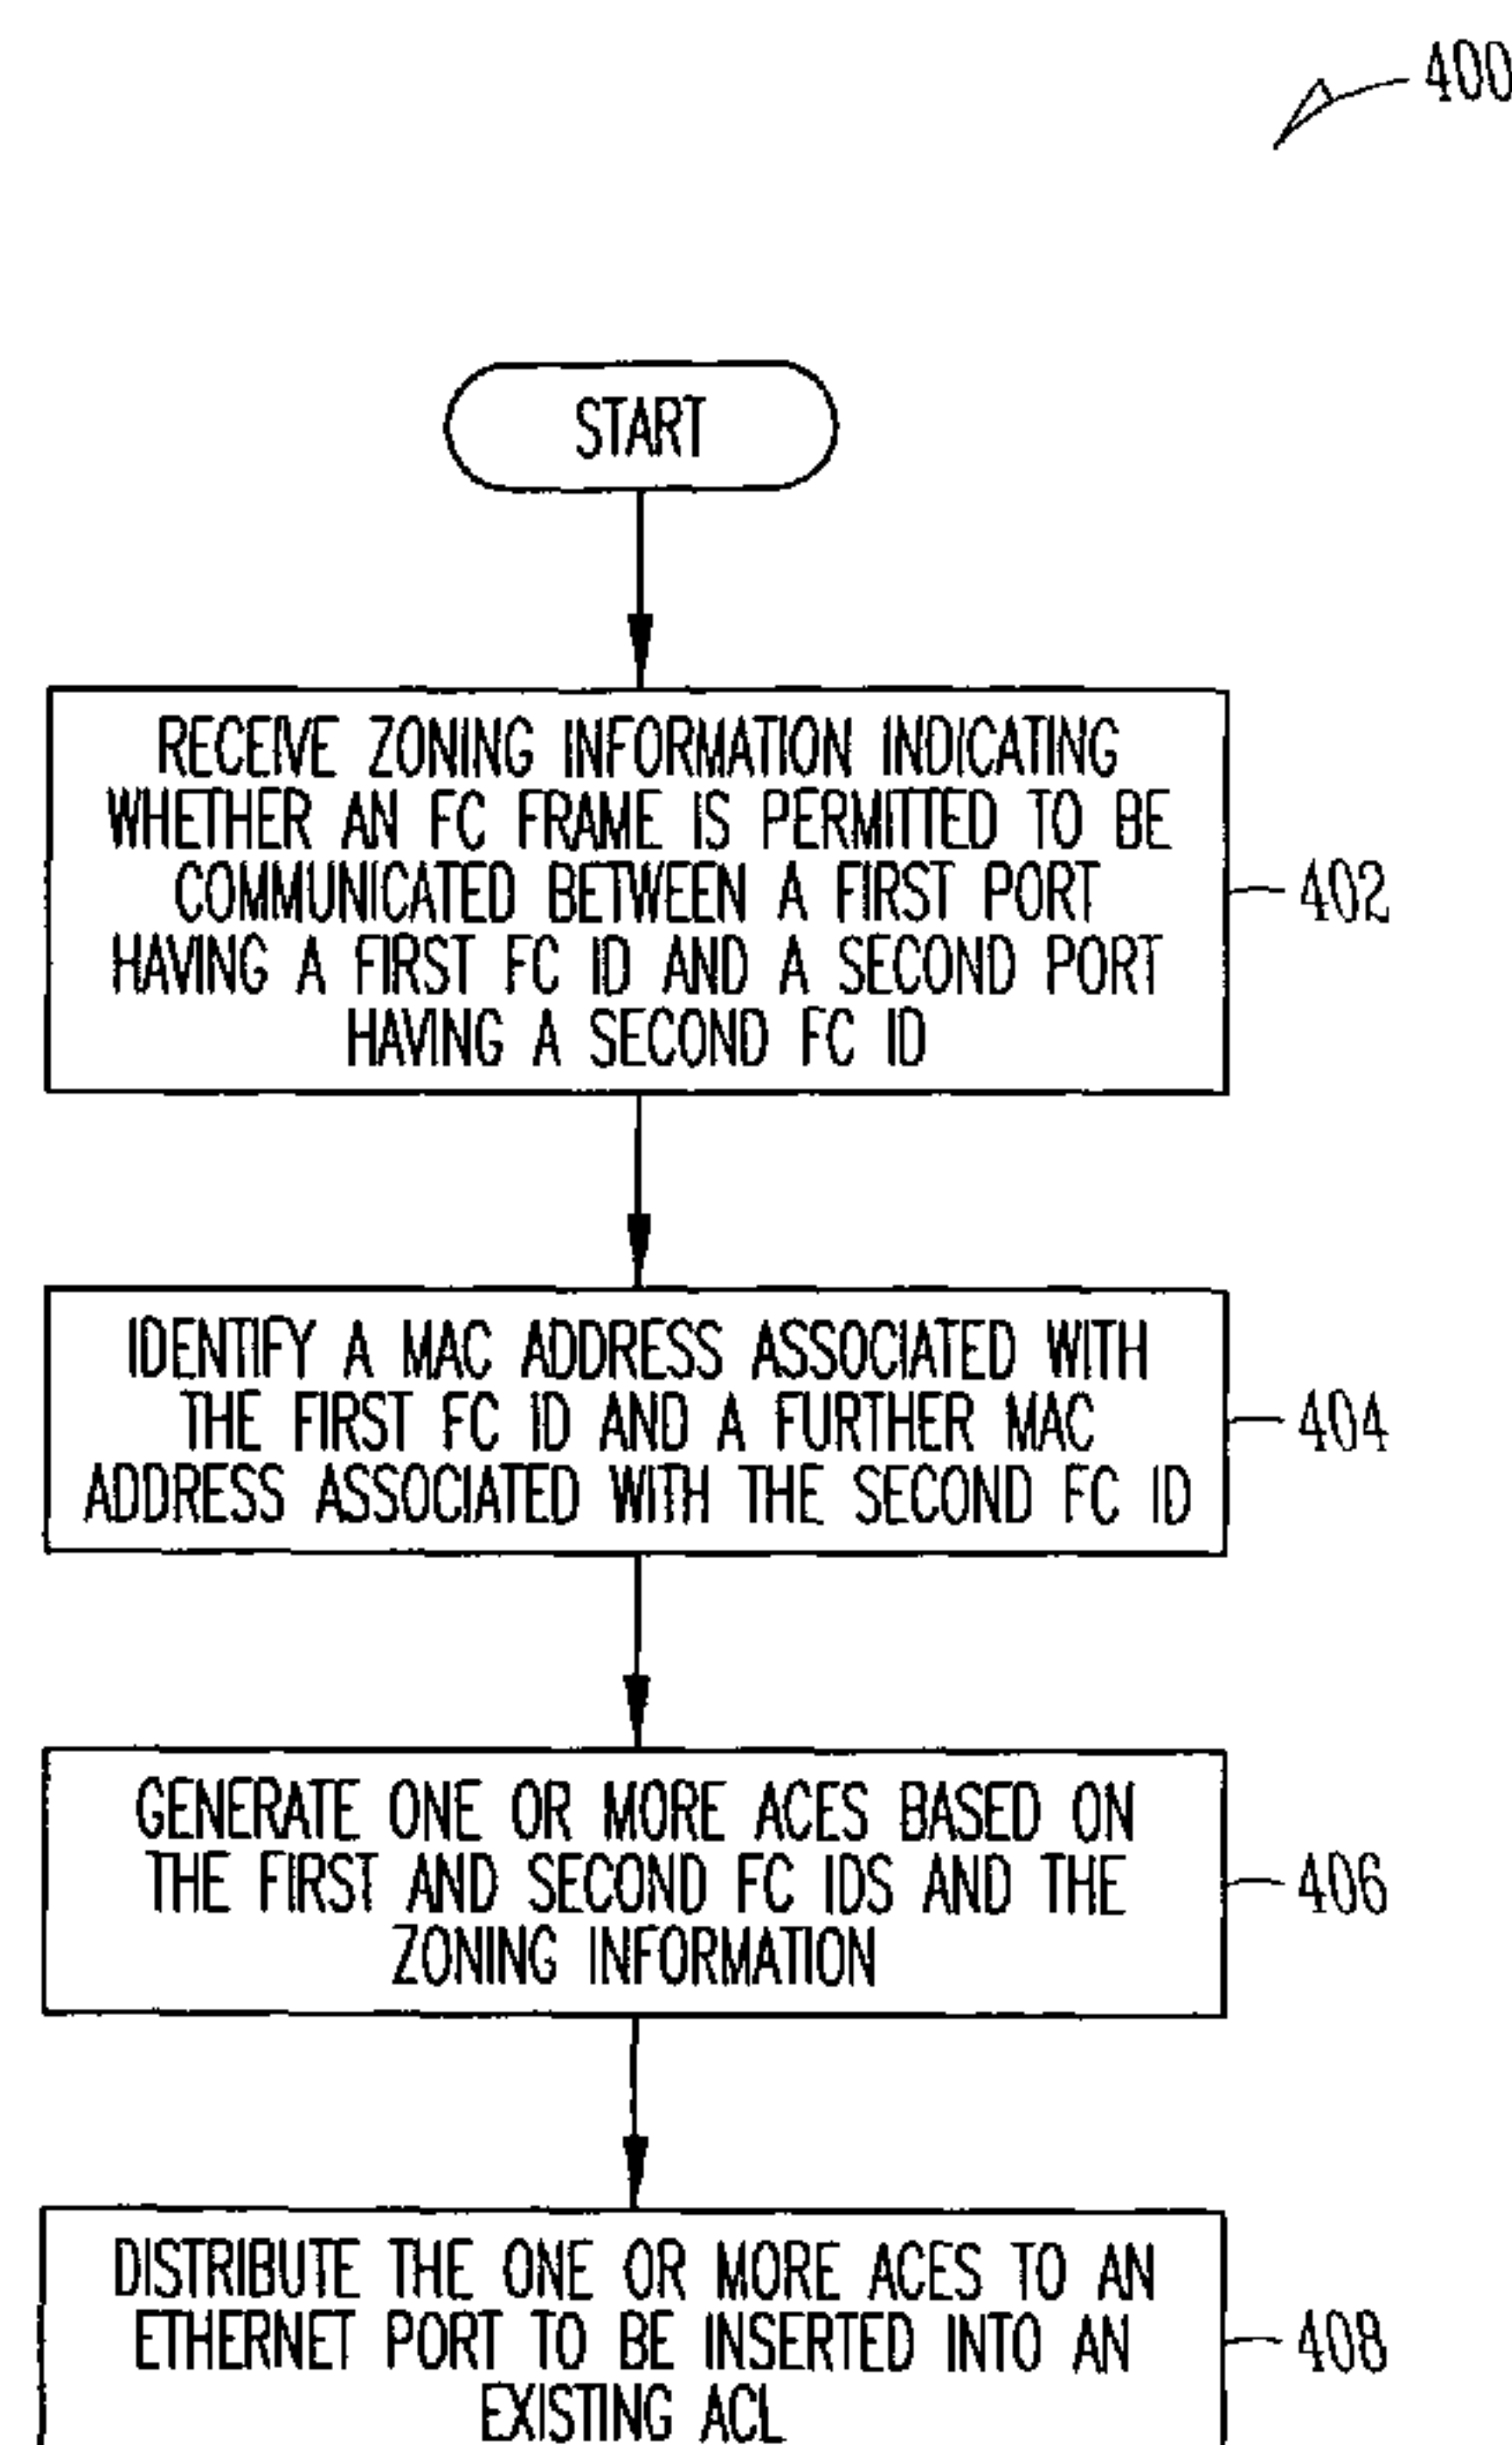 400
START
RECEIVE ZONING INFORMATION INDICATING
WHETHER AN FC FRAME IS PERMITTED TO BE
COMMUNICATED BETWEEN A FIRST PORT
HAVING A FIRST FC ID AND A SECOND PORT
HAVING A SECOND FC ID
402
IDENTIFY A MAC ADDRESS ASSOCIATED WITH
THE FIRST FC ID AND A FURTHER MAC
ADDRESS ASSOCIATED WITH THE SECOND FC ID
404
GENERATE ONE OR MORE ACES BASED ON
THE FIRST AND SECOND FC IDS AND THE
ZONING INFORMATION
406
DISTRIBUTE THE ONE OR MORE ACES TO AN
ETHERNET PORT TO BE INSERTED INTO AN
EXISTING ACL
408